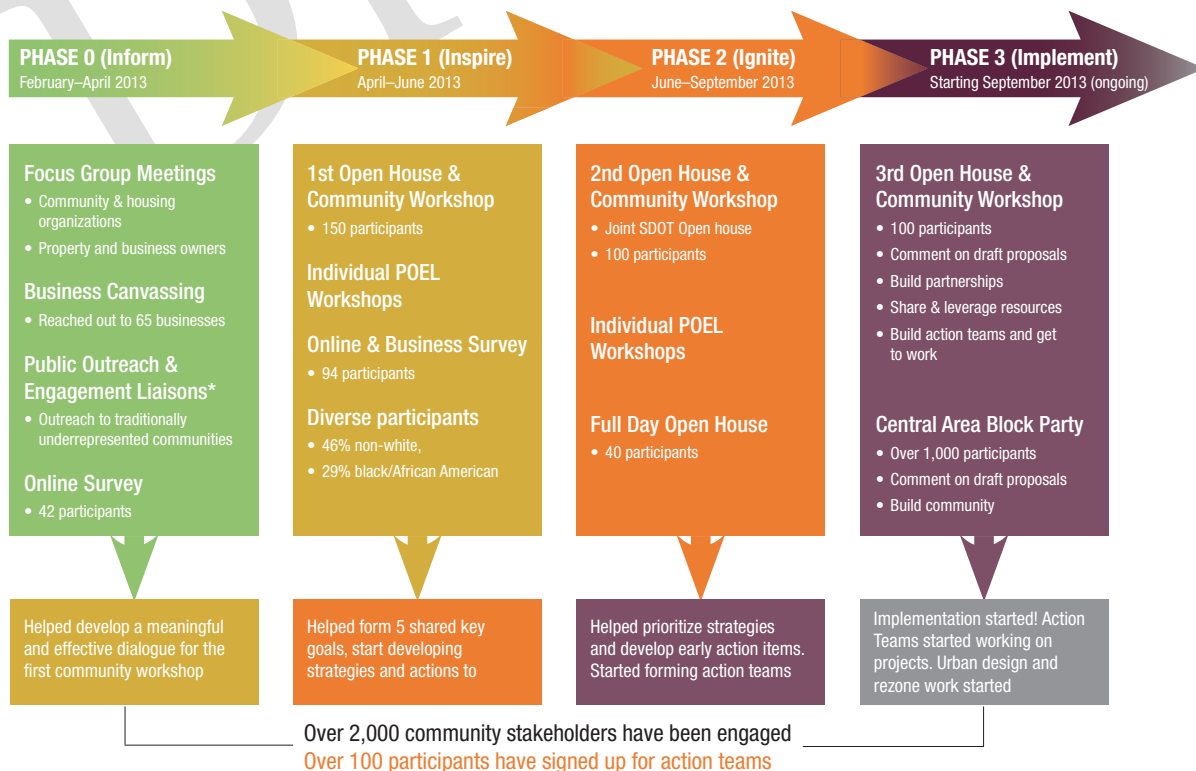 PHASE 0 (Inform)
February–April 2013
PHASE 1 (Inspire)
April–June 2013
PHASE 2 (Ignite)
June–September 2013
PHASE 3 (Implement)
Starting September 2013 (ongoing)
Focus Group Meetings
• Community & housing
organizations
• Property and business owners
Business Canvassing
• Reached out to 65 businesses
Public Outreach &
Engagement Liaisons*
• Outreach to traditionally
underrepresented communities
Online Survey
• 42 participants
1st Open House &
Community Workshop
• 150 participants
Individual POEL
Workshops
Online & Business Survey
• 94 participants
Diverse participants
• 46% non-white,
• 29% black/African American
2nd Open House &
Community Workshop
• Joint SDOT Open house
• 100 participants
Individual POEL
Workshops
Full Day Open House
• 40 participants
3rd Open House &
Community Workshop
• 100 participants
• Comment on draft proposals
• Build partnerships
• Share & leverage resources
• Build action teams and get
to work
Central Area Block Party
• Over 1,000 participants
• Comment on draft proposals
• Build community
Helped develop a meaningful
and effective dialogue for the
first community workshop
Helped form 5 shared key
goals, start developing
strategies and actions to
Helped prioritize strategies
and develop early action items.
Started forming action teams
Implementation started! Action
Teams started working on
projects. Urban design and
rezone work started
Over 2,000 community stakeholders have been engaged
Over 100 participants have signed up for action teams